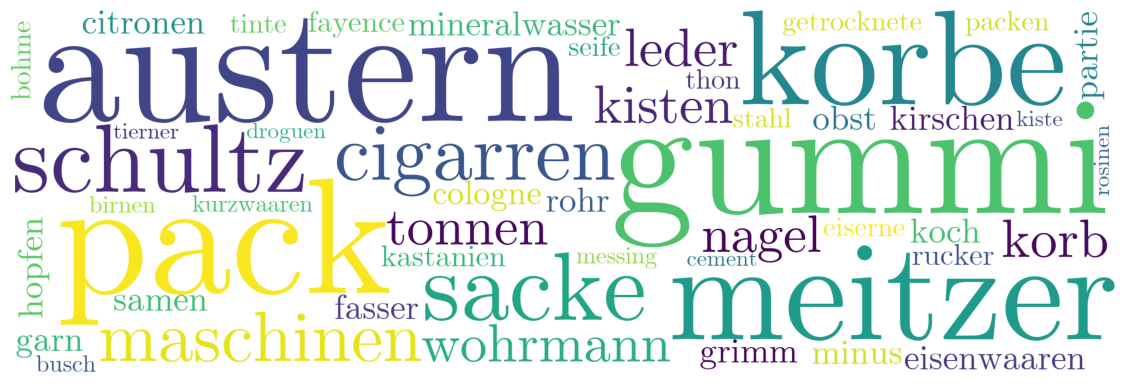 bohme
citronen
tinte
fayence
mineralwasser
seife
leder
getrocknete
packen
partie
austern
thon
korbe
kisten
stahl
obst
kirschen
kiste
tierner
droguen
schultz
cigarren
gummi
rosinen
cologne
rohr
birnen
kurzwaaren
pack
tonnen
nagel
eiserne
koch
korb
hopfen
kastanien
messing
cement
rucker
samen
fasser
sacke
meitzer
garn
maschinen
wohrmann
busch
grimm
minus
eisenwaaren